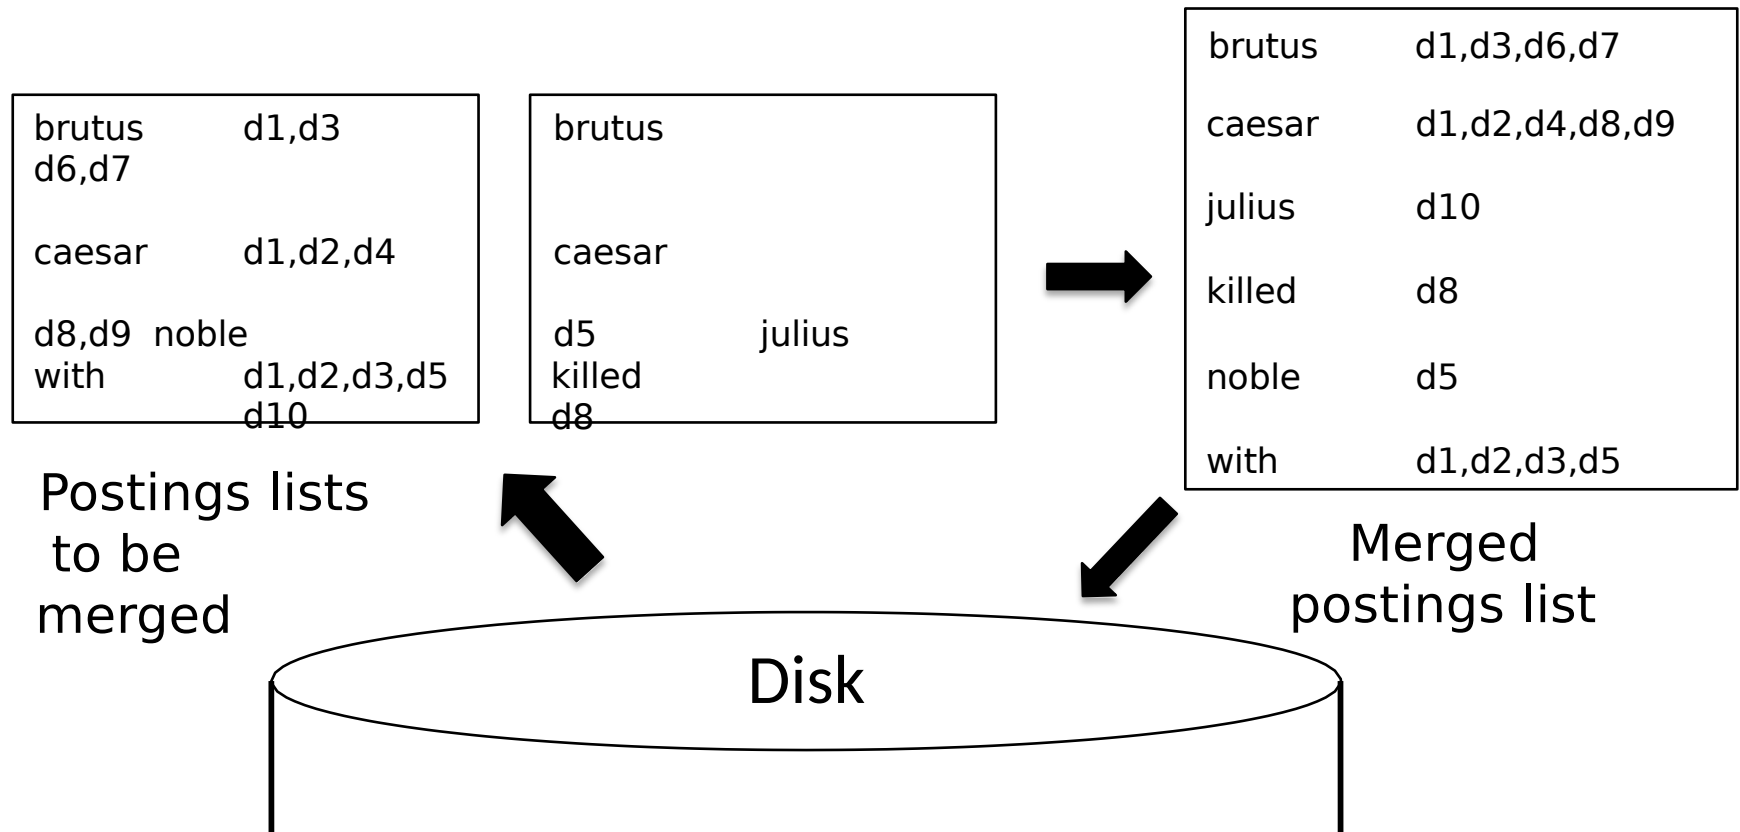 brutus d1,d3
d6,d7
caesar d1,d2,d4
d8,d9 noble
with d1,d2,d3,d5
d10
brutus
caesar
d5 julius
killed
d8
brutus d1,d3,d6,d7
caesar d1,d2,d4,d8,d9
julius d10
killed d8
noble d5
with d1,d2,d3,d5
Postings lists
to be
merged
Merged
postings list
Disk